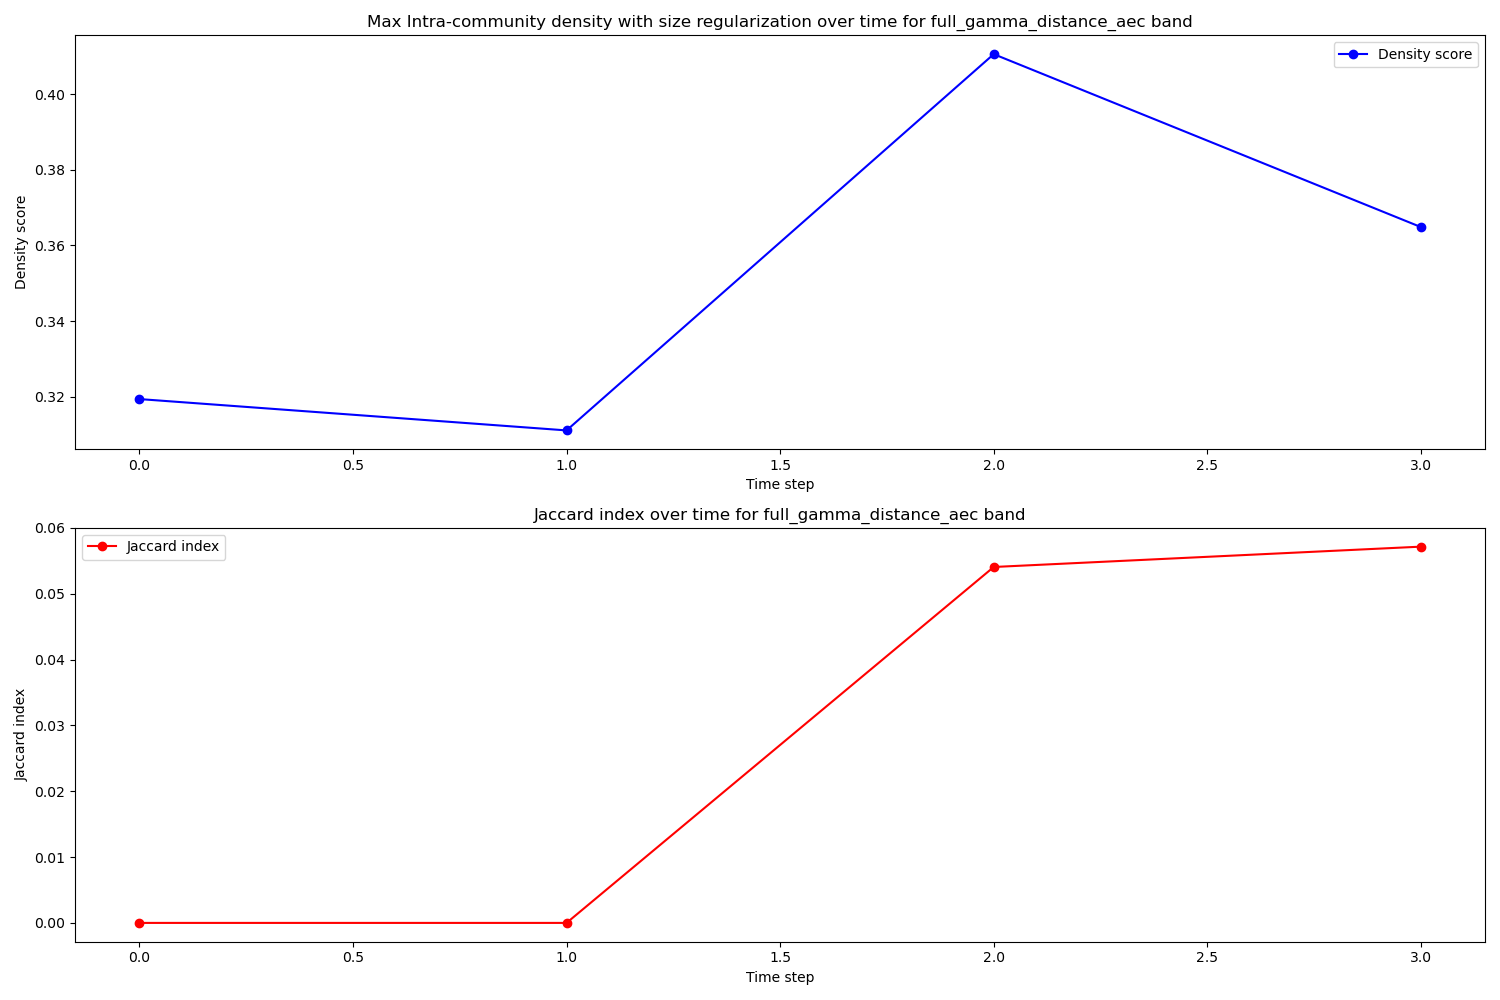 Max Intra-community density with size regularization over time for full_gamma_distance_aec band
Density score
0.40
0.38
0.36
0.34
0.32
Density score
0.0 0.5 1.0 1.5 2.0 2.5 3.0
Time step
Jaccard index over time for full_gamma_distance_aec band
Jaccard index
0.06
0.05
0.04
0.03
0.02
0.01
0.00
Jaccard index
0.0 0.5 1.0 1.5 2.0 2.5 3.0
Time step